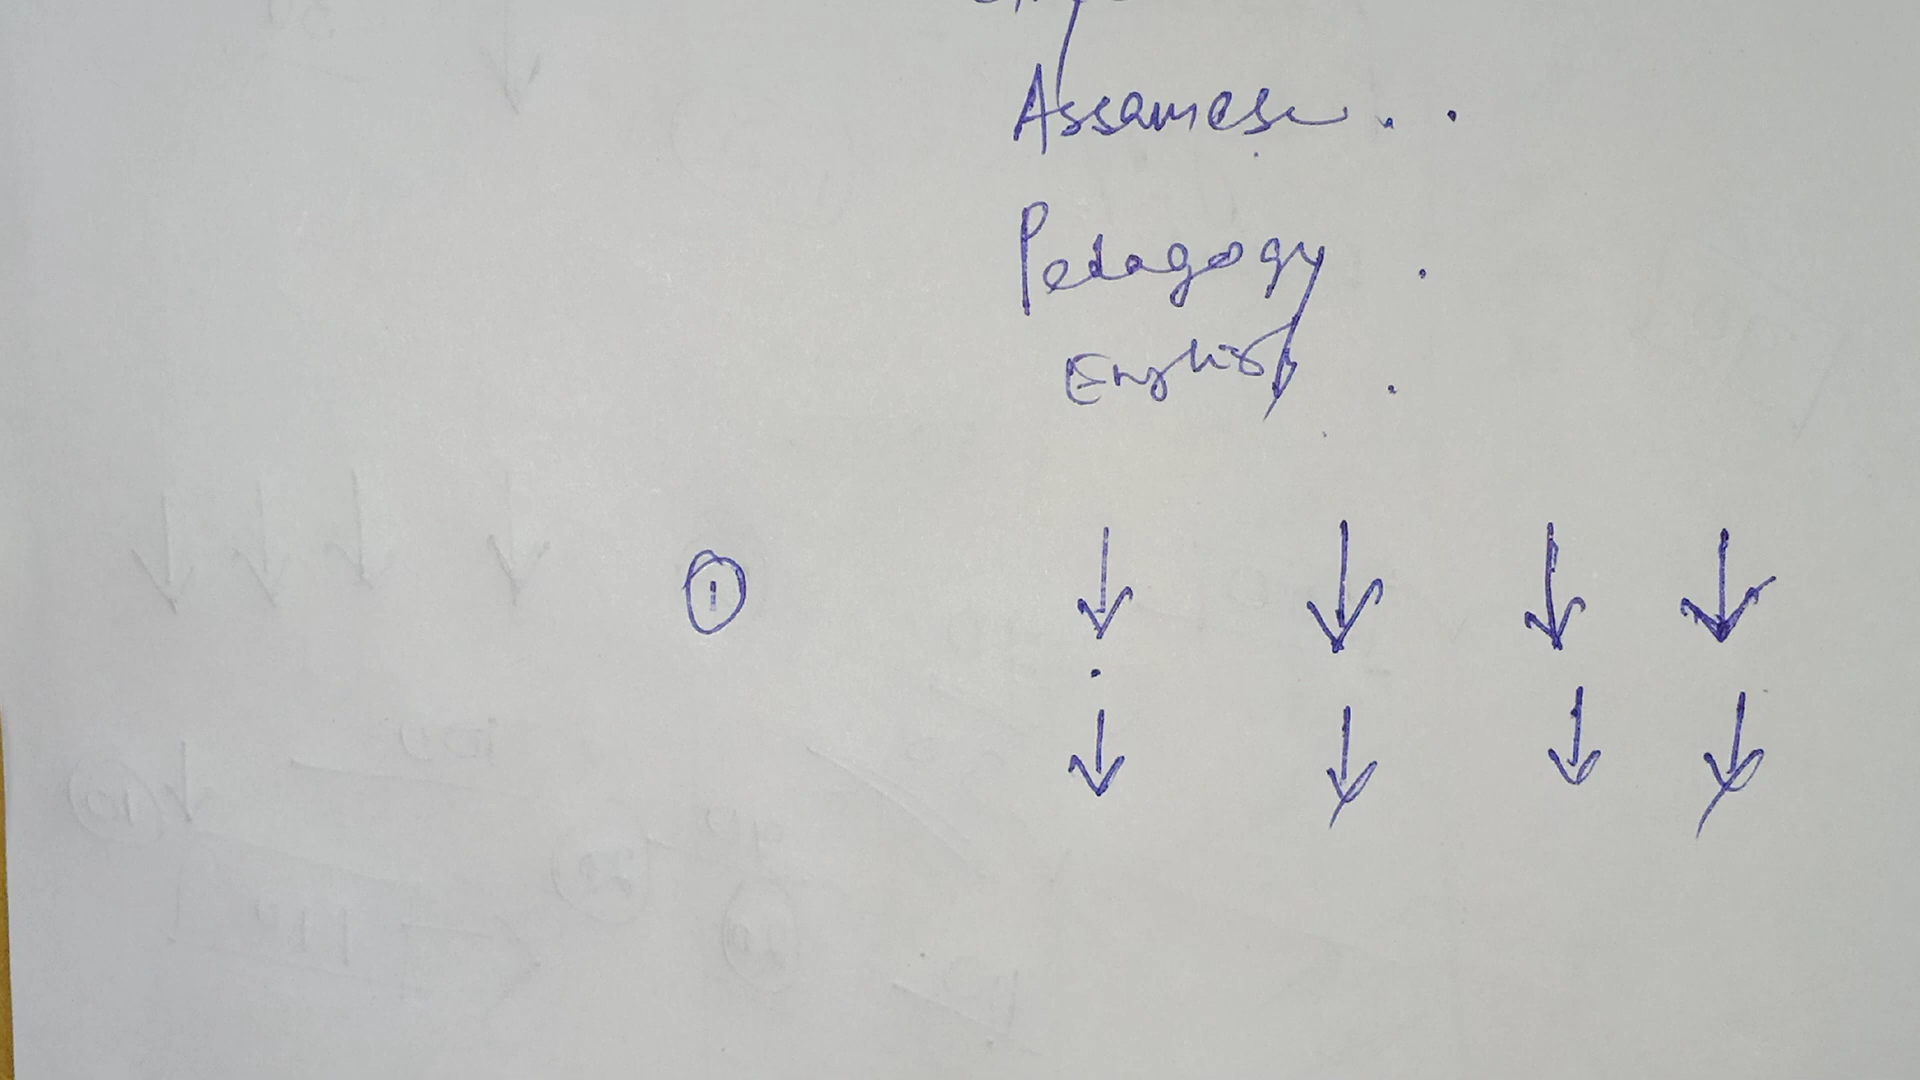 Assamese..
Pedagogy .
English .
①
↓ ↓ ↓ ↓
↓ ↓ ↓ ↓